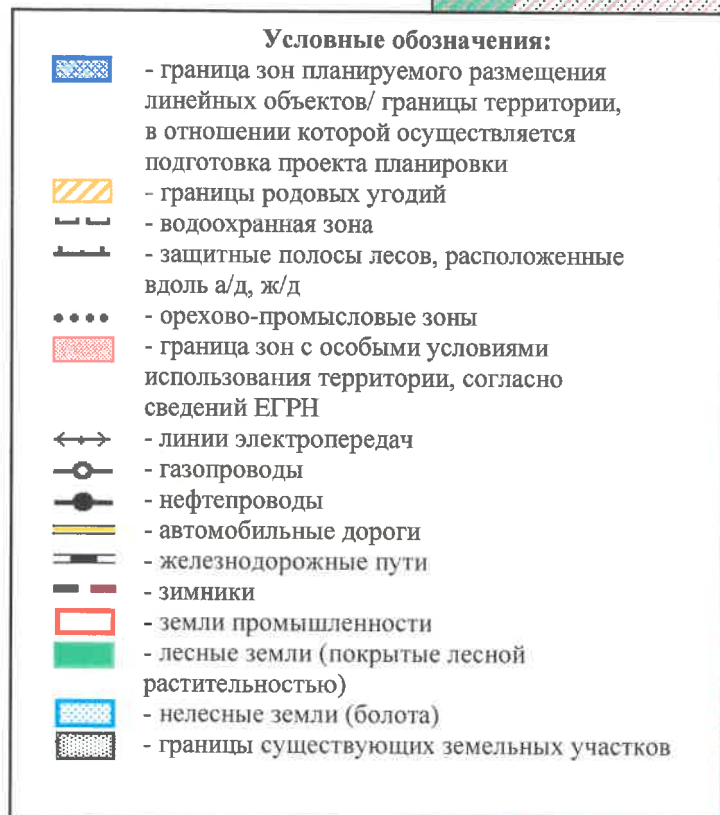 Условные обозначения:
- граница зон планируемого размещения
линейных объектов/ границы территории,
в отношении которой осуществляется
подготовка проекта планировки
- границы родовых угодий
- водоохранная зона
- защитные полосы лесов, расположенные
вдоль а/д, ж/д
- орехово-промысловые зоны
- граница зон с особыми условиями
использования территории, согласно
сведений ЕГРН
- линии электропередач
- газопроводы
- нефтепроводы
- автомобильные дороги
- железнодорожные пути
- зимники
- земли промышленности
- лесные земли (покрытые лесной
растительностью)
- нелесные земли (болота)
- границы существующих земельных участков